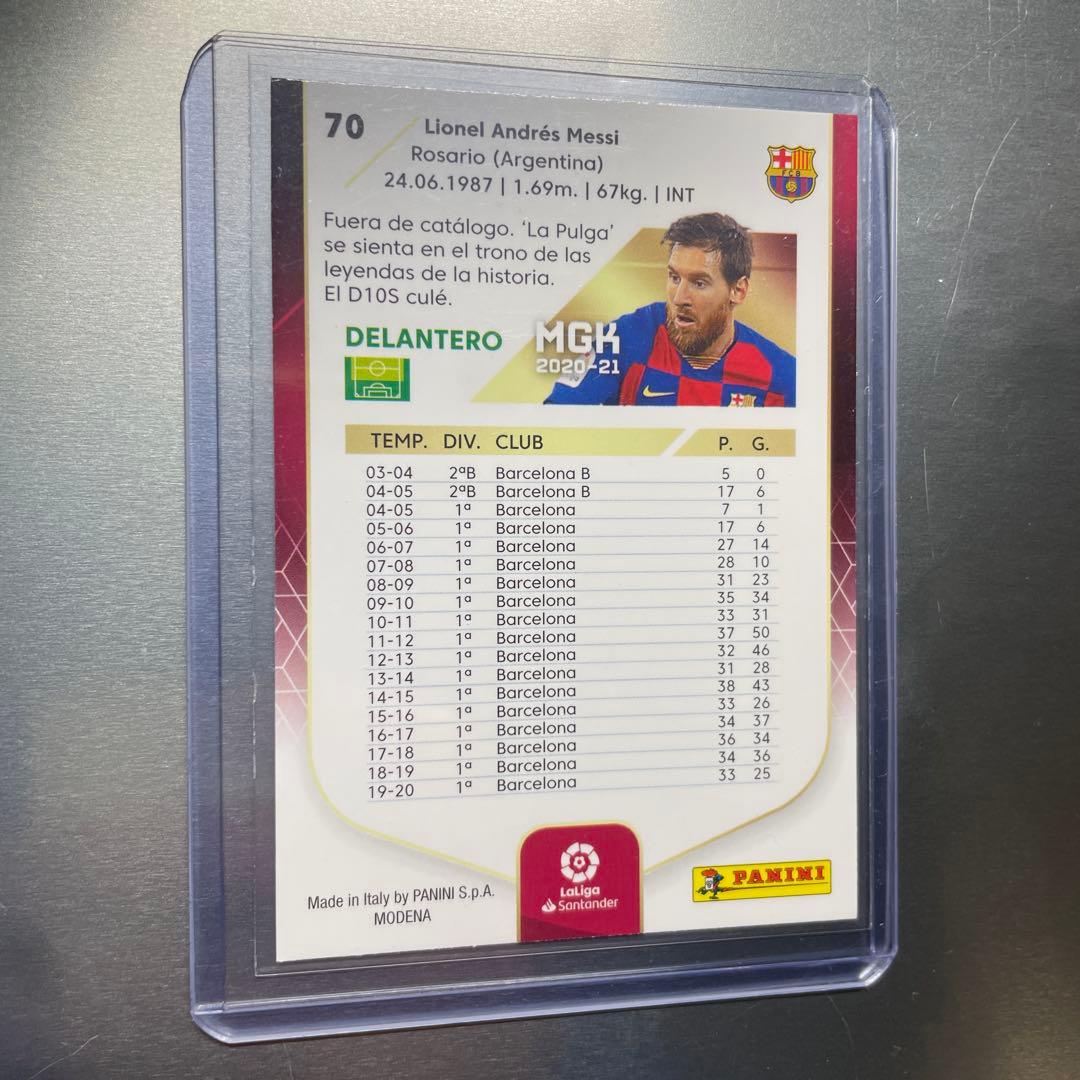 70
Lionel Andrés Messi
Rosario (Argentina)
24.06.1987 | 1.69m. | 67kg. | INT
FCB
Fuera de catálogo. ‘La Pulga’
se sienta en el trono de las
leyendas de la historia.
El D10S culé.
DELANTERO
MGK
2020-21
TEMP. DIV. CLUB P. G.
03-04 2ªB Barcelona B 5 0
04-05 2ªB Barcelona B 17 6
04-05 1ª Barcelona 7 1
05-06 1ª Barcelona 17 6
06-07 1ª Barcelona 27 14
07-08 1ª Barcelona 28 10
08-09 1ª Barcelona 31 23
09-10 1ª Barcelona 35 34
10-11 1ª Barcelona 33 31
11-12 1ª Barcelona 37 50
12-13 1ª Barcelona 32 46
13-14 1ª Barcelona 31 28
14-15 1ª Barcelona 38 43
15-16 1ª Barcelona 33 26
16-17 1ª Barcelona 34 37
17-18 1ª Barcelona 36 34
18-19 1ª Barcelona 34 36
19-20 1ª Barcelona 33 25
Made in Italy by PANINI S.p.A.
MODENA
LaLiga
Santander
PANINI